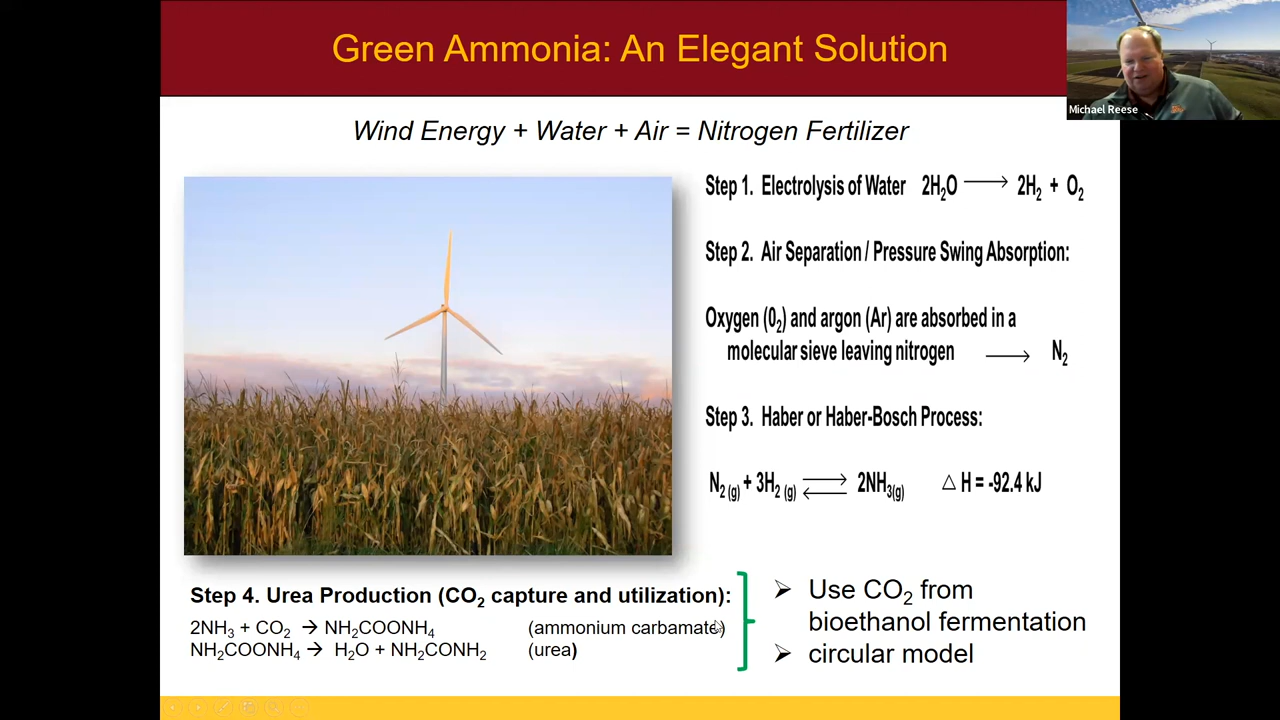 Green Ammonia: An Elegant Solution
Michael Reese
Wind Energy + Water + Air = Nitrogen Fertilizer
Step 1. Electrolysis of Water 2H₂O ⟶ 2H₂ + O₂
Step 2. Air Separation / Pressure Swing Absorption:
Oxygen (0₂) and argon (Ar) are absorbed in a
molecular sieve leaving nitrogen ⟶ N₂
Step 3. Haber or Haber-Bosch Process:
N₂ (g) + 3H₂ (g) ⇌ 2NH₃(g) △ H = -92.4 kJ
Step 4. Urea Production (CO₂ capture and utilization):
2NH₃ + CO₂ → NH₂COONH₄ (ammonium carbamate)
NH₂COONH₄ → H₂O + NH₂CONH₂ (urea)
➢ Use CO₂ from
bioethanol fermentation
➢ circular model